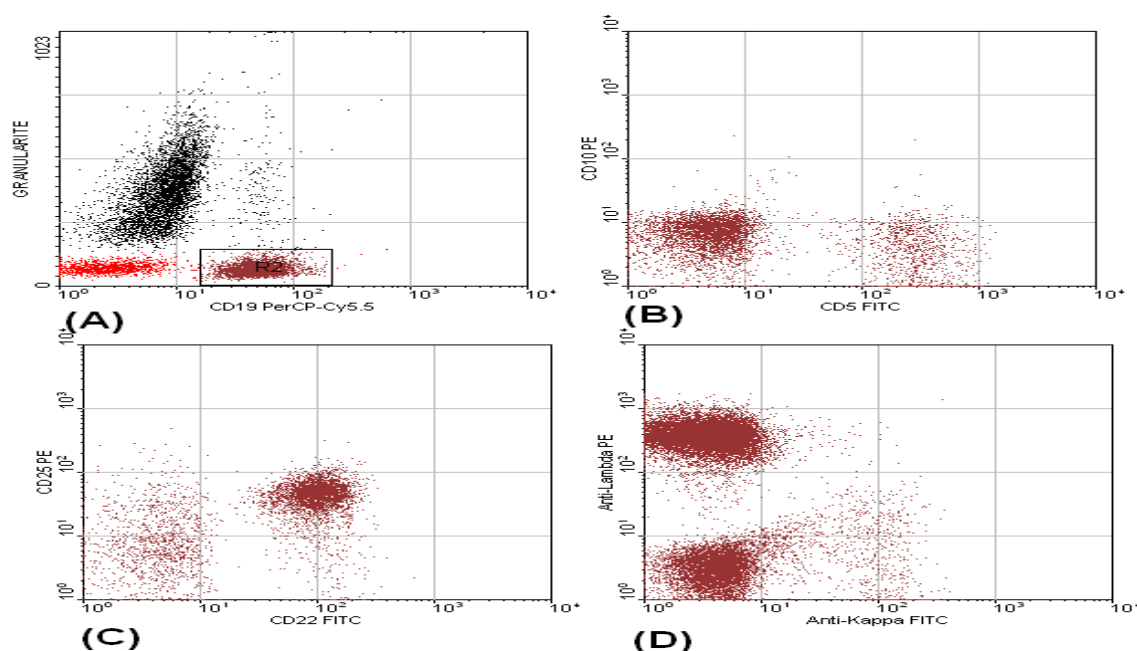 1023
GRANULARITE
R2
0
10⁰ 10¹ 10² 10³ 10⁴
CD19 PerCP-Cy5.5
(A)
10⁰ 10¹ 10² 10³ 10⁴
CD10 PE
10⁰ 10¹ 10² 10³ 10⁴
CD5 FITC
(B)
10⁰ 10¹ 10² 10³ 10⁴
CD25 PE
10⁰ 10¹ 10² 10³ 10⁴
CD22 FITC
(C)
10⁰ 10¹ 10² 10³ 10⁴
Anti-Lambda PE
10⁰ 10¹ 10² 10³ 10⁴
Anti-Kappa FITC
(D)